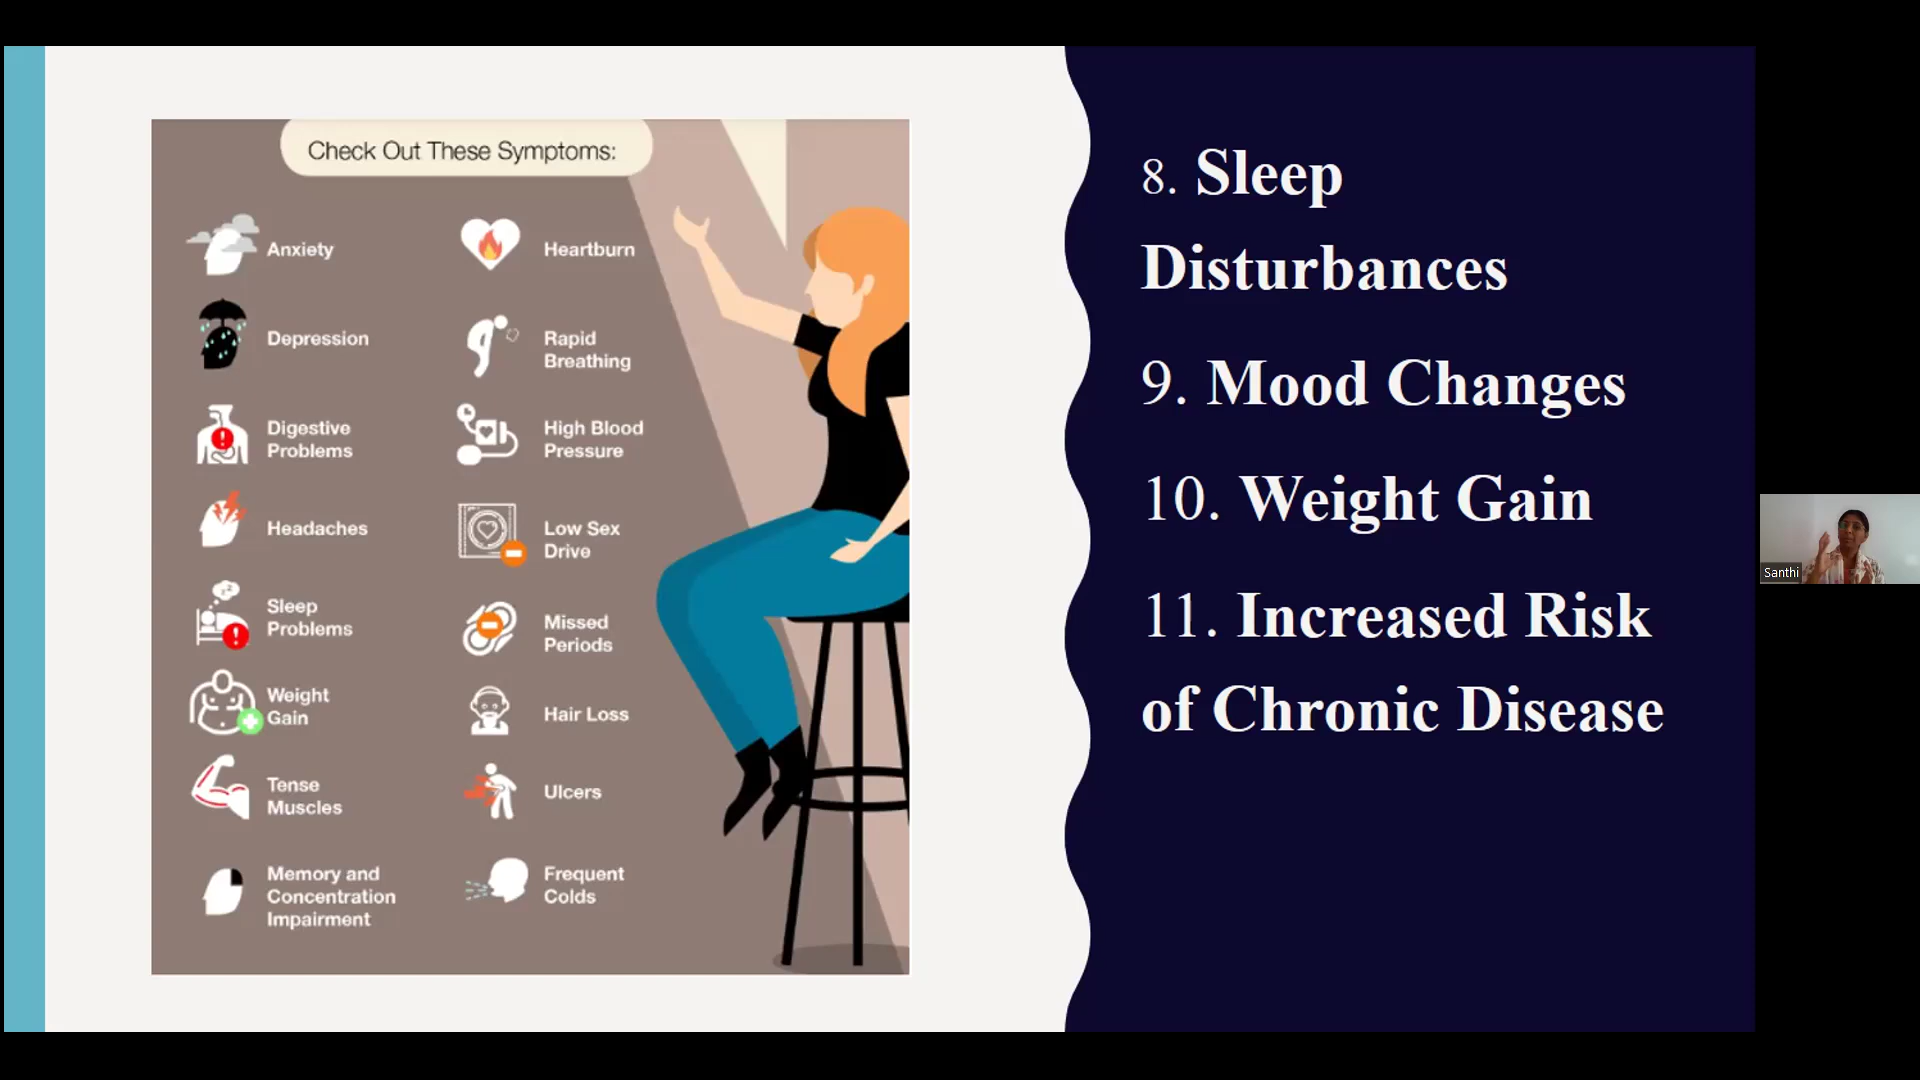 Check Out These Symptoms:
Anxiety
Depression
Digestive
Problems
Headaches
Sleep
Problems
Weight
Gain
Tense
Muscles
Memory and
Concentration
Impairment
Heartburn
Rapid
Breathing
High Blood
Pressure
Low Sex
Drive
Missed
Periods
Hair Loss
Ulcers
Frequent
Colds
8. Sleep
Disturbances
9. Mood Changes
10. Weight Gain
11. Increased Risk
of Chronic Disease
Santhi